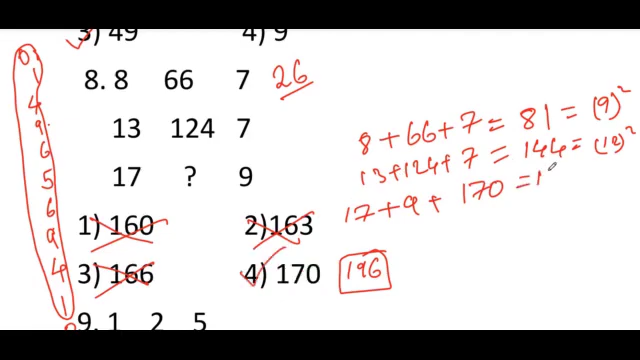 3) 49 4) 9
8. 8 66 7 26
13 124 7
17 ? 9
1) 160 2) 163
3) 166 4) 170 196
9. 1 2 5
0
1
4
9
6
5
6
9
4
1
0
8 + 66 + 7 = 81 = (9)²
13 + 124 + 7 = 144 = (12)²
17 + 9 + 170 = 1